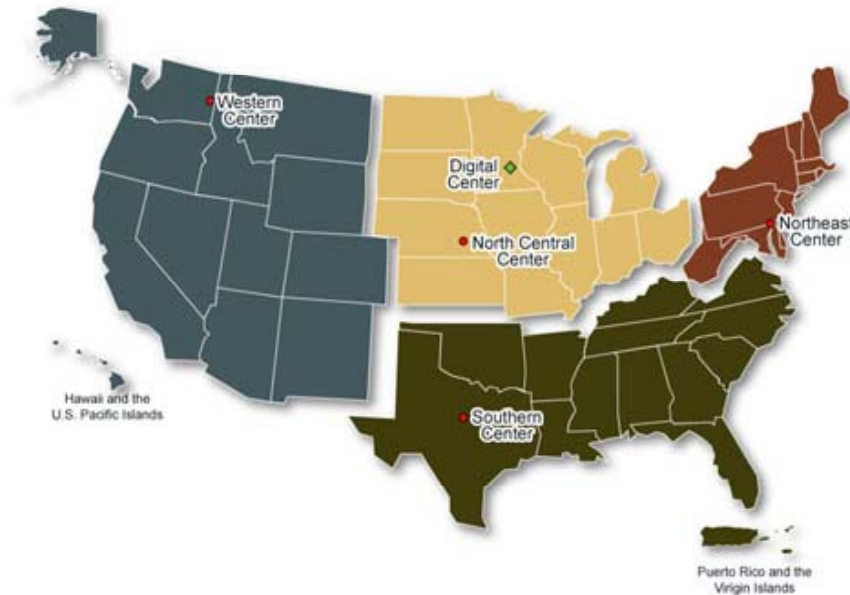 Western
Center
Digital
Center
North Central
Center
Northeast
Center
Southern
Center
Hawaii and the
U.S. Pacific Islands
Puerto Rico and the
Virigin Islands